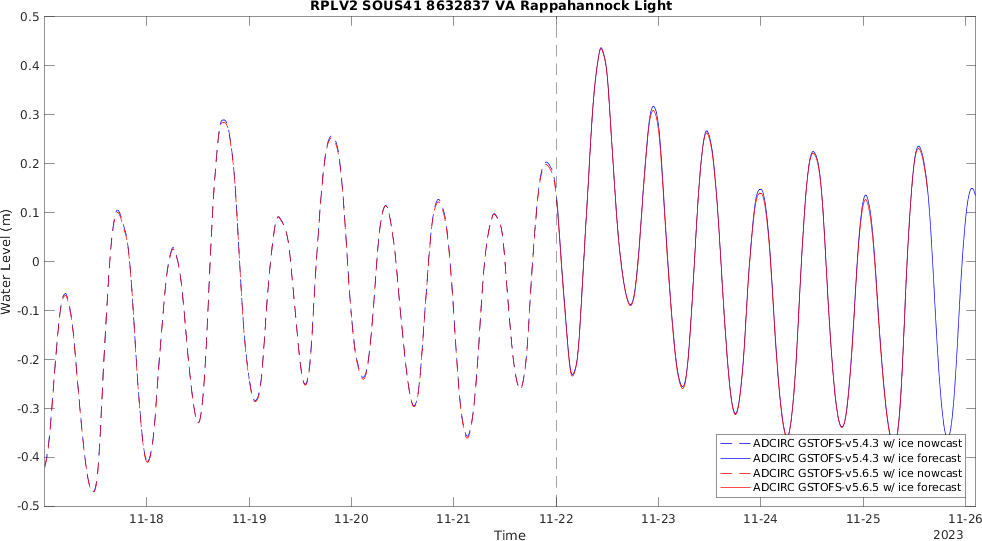 RPLV2 SOUS41 8632837 VA Rappahannock Light
Water Level (m)
0.5
0.4
0.3
0.2
0.1
0
-0.1
-0.2
-0.3
-0.4
-0.5
ADCIRC GSTOFS-v5.4.3 w/ ice nowcast
ADCIRC GSTOFS-v5.4.3 w/ ice forecast
ADCIRC GSTOFS-v5.6.5 w/ ice nowcast
ADCIRC GSTOFS-v5.6.5 w/ ice forecast
11-18 11-19 11-20 11-21 11-22 11-23 11-24 11-25 11-26
Time
2023